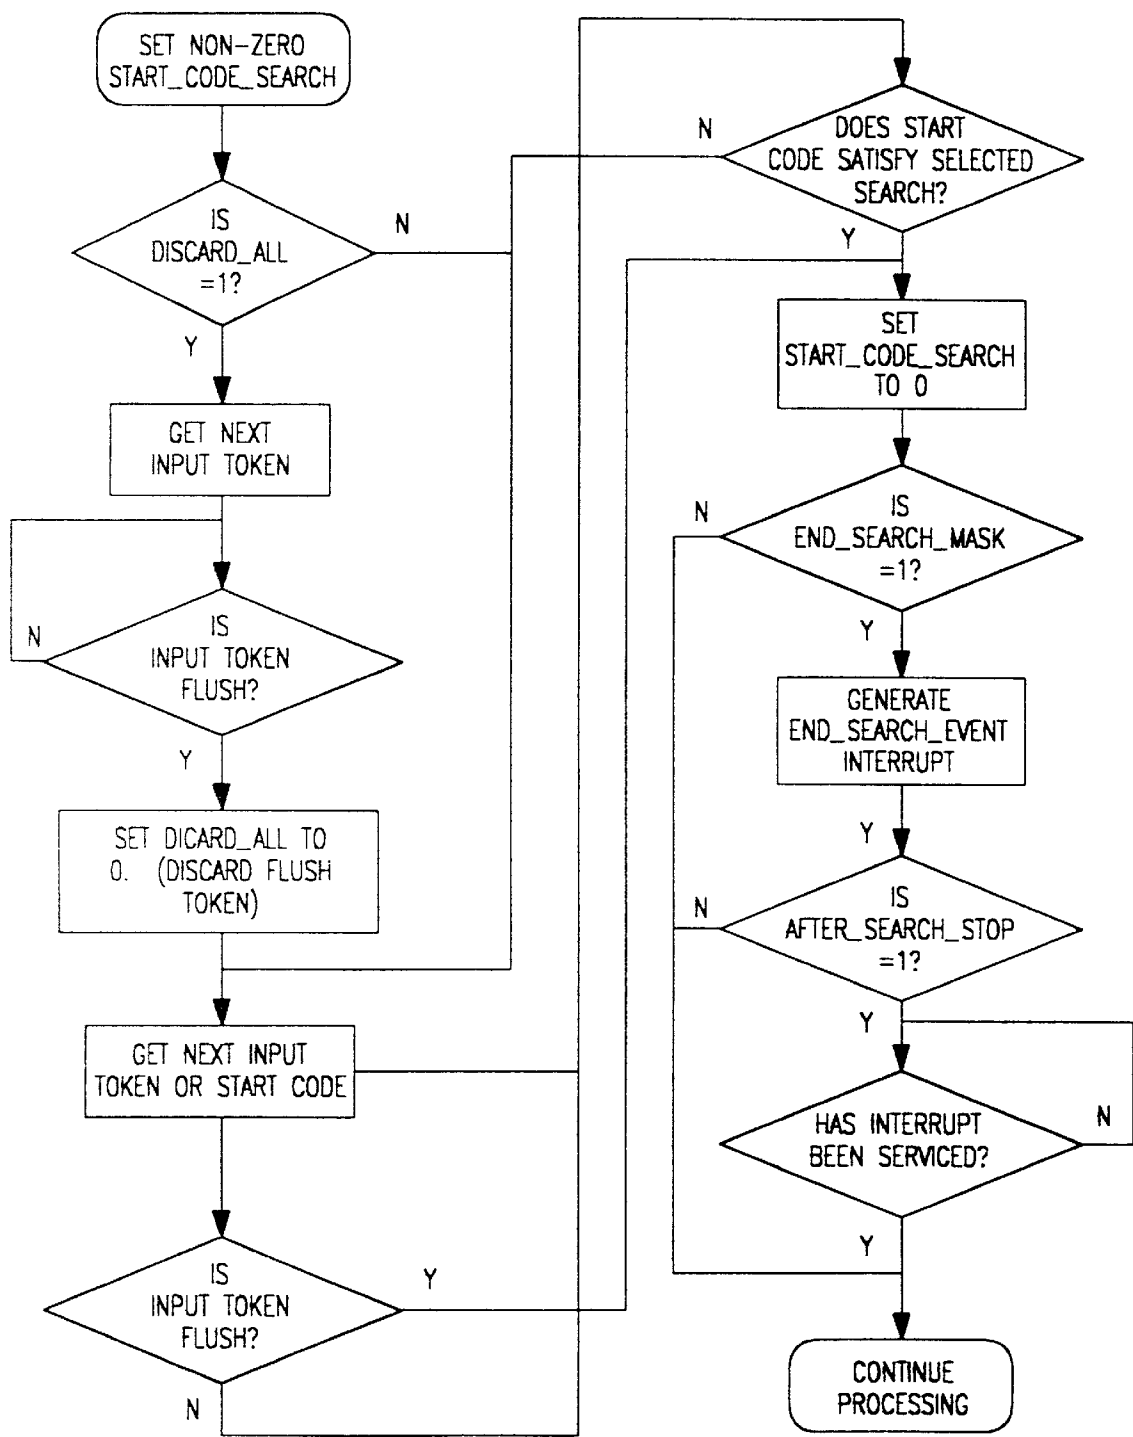 SET NON-ZERO
START_CODE_SEARCH
IS
DISCARD_ALL
=1?
N
Y
GET NEXT
INPUT TOKEN
IS
INPUT TOKEN
FLUSH?
N
Y
SET DICARD_ALL TO
0. (DISCARD FLUSH
TOKEN)
GET NEXT INPUT
TOKEN OR START CODE
IS
INPUT TOKEN
FLUSH?
Y
N
DOES START
CODE SATISFY SELECTED
SEARCH?
N
Y
SET
START_CODE_SEARCH
TO 0
IS
END_SEARCH_MASK
=1?
N
Y
GENERATE
END_SEARCH_EVENT
INTERRUPT
Y
IS
AFTER_SEARCH_STOP
=1?
N
Y
HAS INTERRUPT
BEEN SERVICED?
N
Y
CONTINUE
PROCESSING